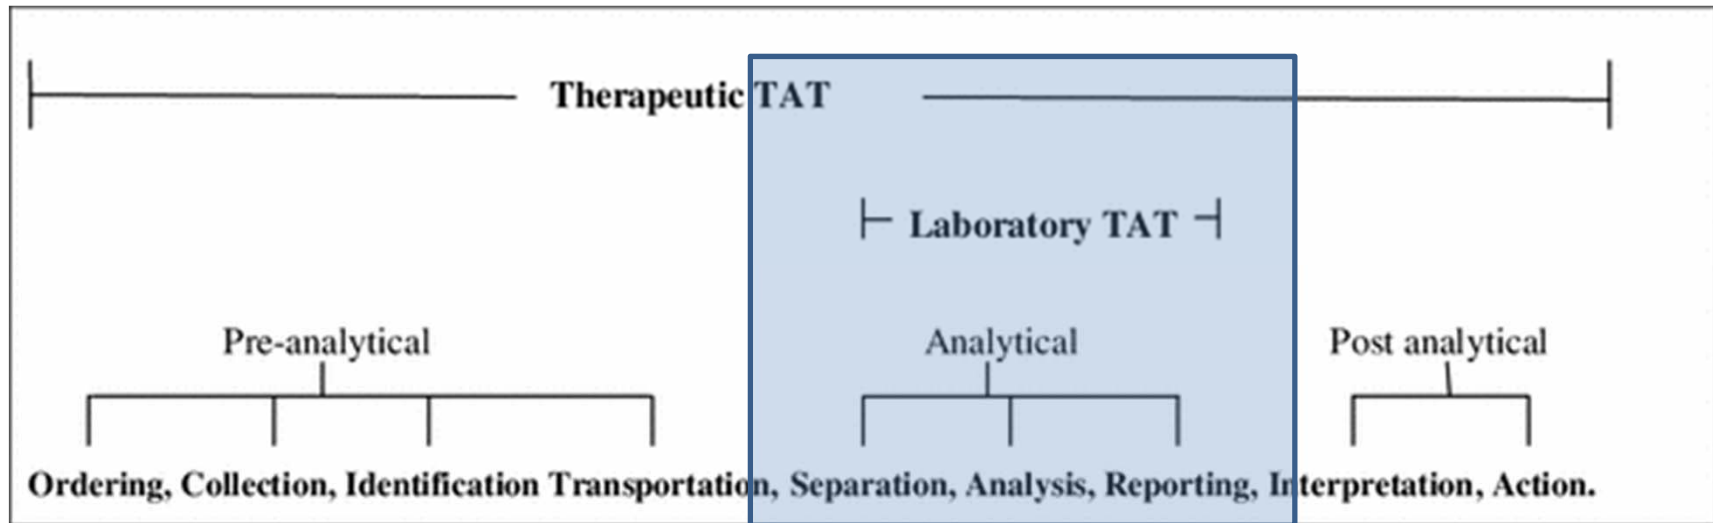 Therapeutic TAT
Laboratory TAT
Pre-analytical Analytical Post analytical
Ordering, Collection, Identification Transportation, Separation, Analysis, Reporting, Interpretation, Action.